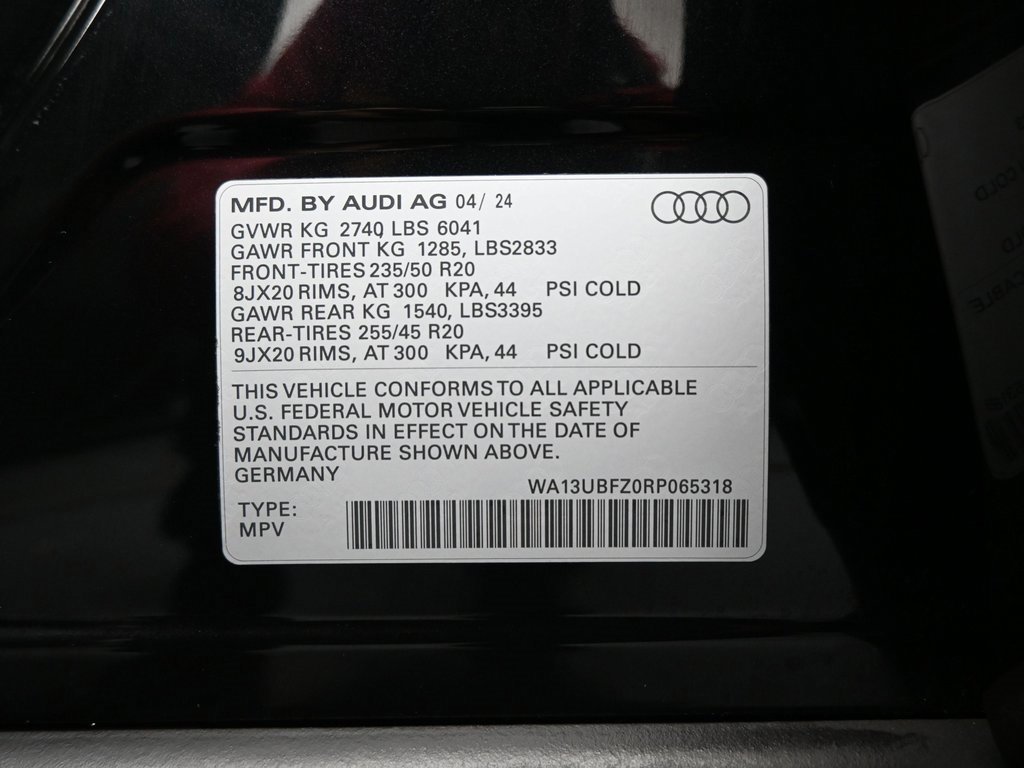 MFD. BY AUDI AG 04/ 24
GVWR KG 2740, LBS 6041
GAWR FRONT KG 1285, LBS2833
FRONT-TIRES 235/50 R20
8JX20 RIMS, AT 300 KPA, 44 PSI COLD
GAWR REAR KG 1540, LBS3395
REAR-TIRES 255/45 R20
9JX20 RIMS, AT 300 KPA, 44 PSI COLD
THIS VEHICLE CONFORMS TO ALL APPLICABLE
U.S. FEDERAL MOTOR VEHICLE SAFETY
STANDARDS IN EFFECT ON THE DATE OF
MANUFACTURE SHOWN ABOVE.
GERMANY
WA13UBFZ0RP065318
TYPE:
MPV